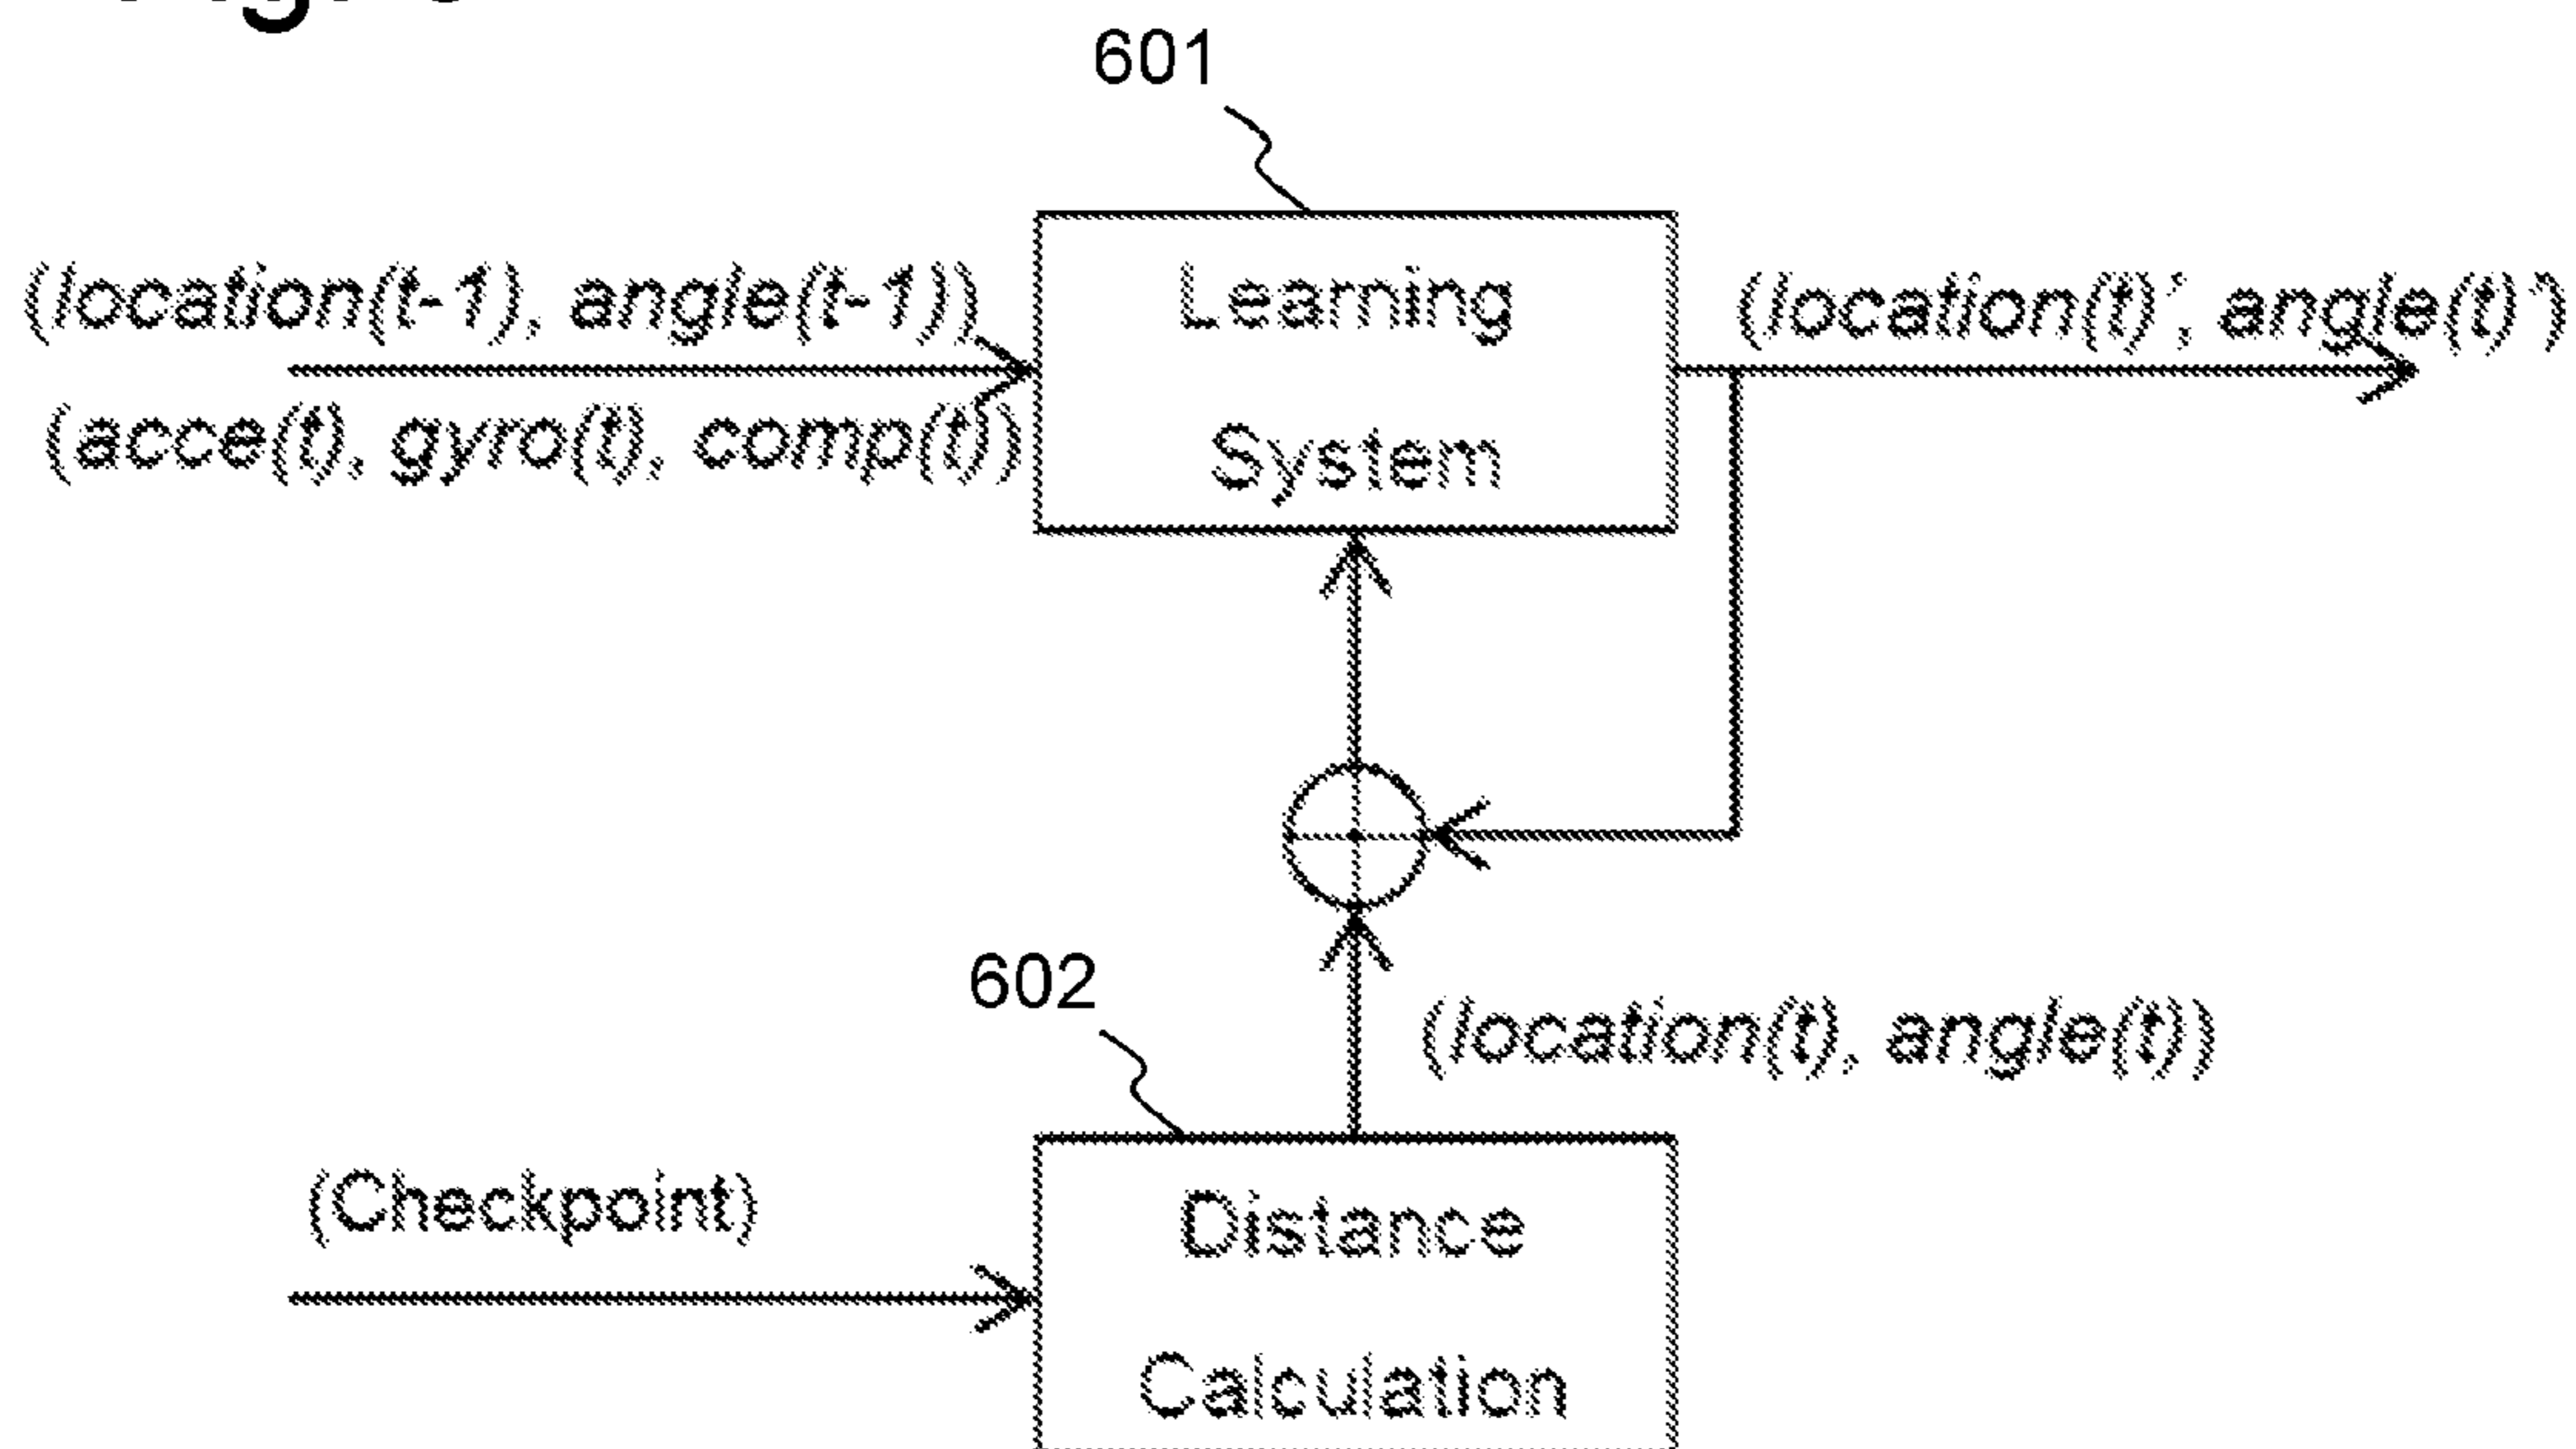 601
(location(t-1), angle(t-1))
(acce(t), gyro(t), comp(t))
Learning
System
(location(t)', angle(t)')
602
(location(t), angle(t))
(Checkpoint)
Distance
Calculation